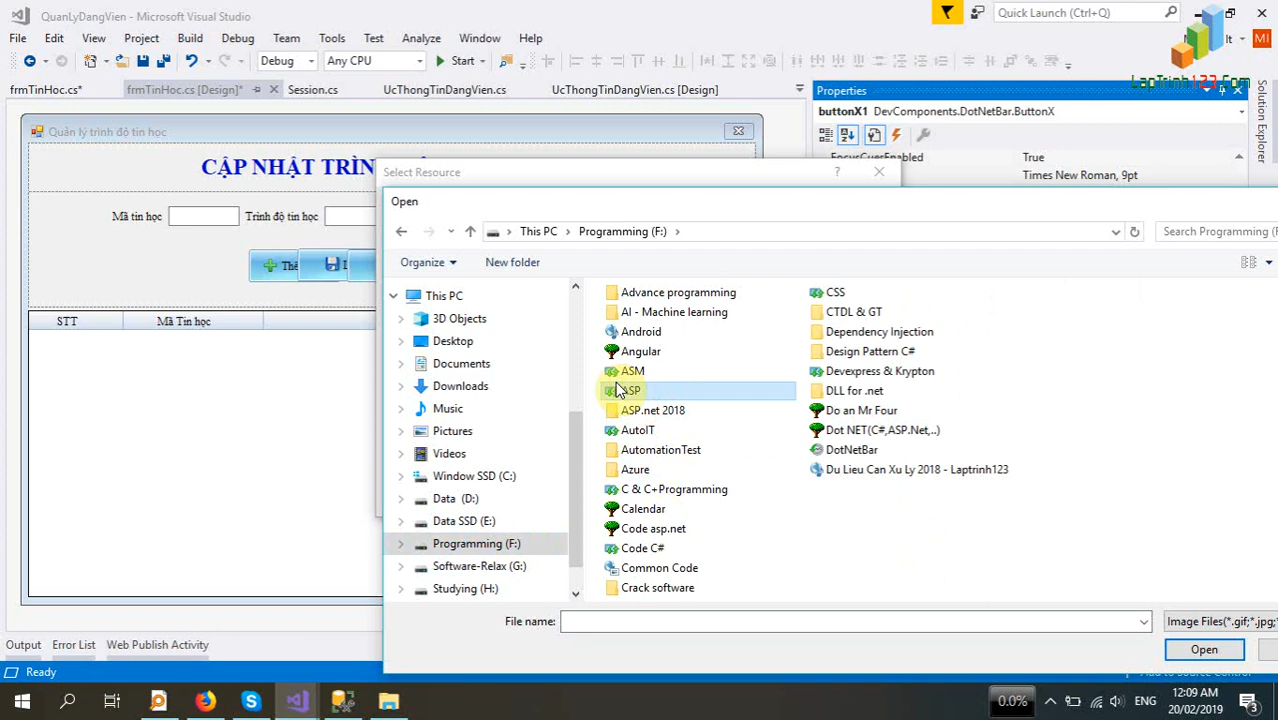 QuanLyDangVien - Microsoft Visual Studio
Quick Launch (Ctrl+Q)
File Edit View Project Build Debug Team Tools Test Analyze Window Help
MI
Debug Any CPU Start
LapTrinh123.Com
frmTinHoc.cs* frmTinHoc.cs [Design]* Session.cs UcThongTinDangVien.cs UcThongTinDangVien.cs [Design]
Properties
Solution Explorer
buttonX1 DevComponents.DotNetBar.ButtonX
Quản lý trình độ tin học
FocusCuesEnabled True
Times New Roman, 9pt
CẬP NHẬT TRÌN
Select Resource
?
Open
Mã tin học Trình độ tin học
This PC Programming (F:)
Search Programming (F
Organize New folder
STT Mã Tin học
This PC
3D Objects
Desktop
Documents
Downloads
Music
Pictures
Videos
Window SSD (C:)
Data (D:)
Data SSD (E:)
Programming (F:)
Software-Relax (G:)
Studying (H:)
Advance programming
AI - Machine learning
Android
Angular
ASM
ASP
ASP.net 2018
AutoIT
AutomationTest
Azure
C & C+Programming
Calendar
Code asp.net
Code C#
Common Code
Crack software
CSS
CTDL & GT
Dependency Injection
Design Pattern C#
Devexpress & Krypton
DLL for .net
Do an Mr Four
Dot NET(C#,ASP.Net,..)
DotNetBar
Du Lieu Can Xu Ly 2018 - Laptrinh123
File name:
Image Files(*.gif;*.jpg;
Open
Output Error List Web Publish Activity
Ready
0.0%
ENG
12:09 AM
20/02/2019
3